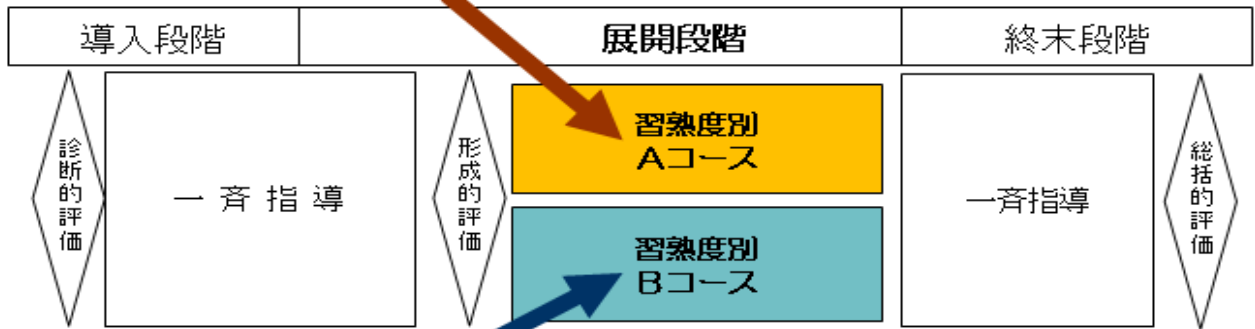 導入段階
展開段階
終末段階
診断的評価
一斉指導
形成的評価
習熟度別
Aコース
習熟度別
Bコース
一斉指導
総括的評価